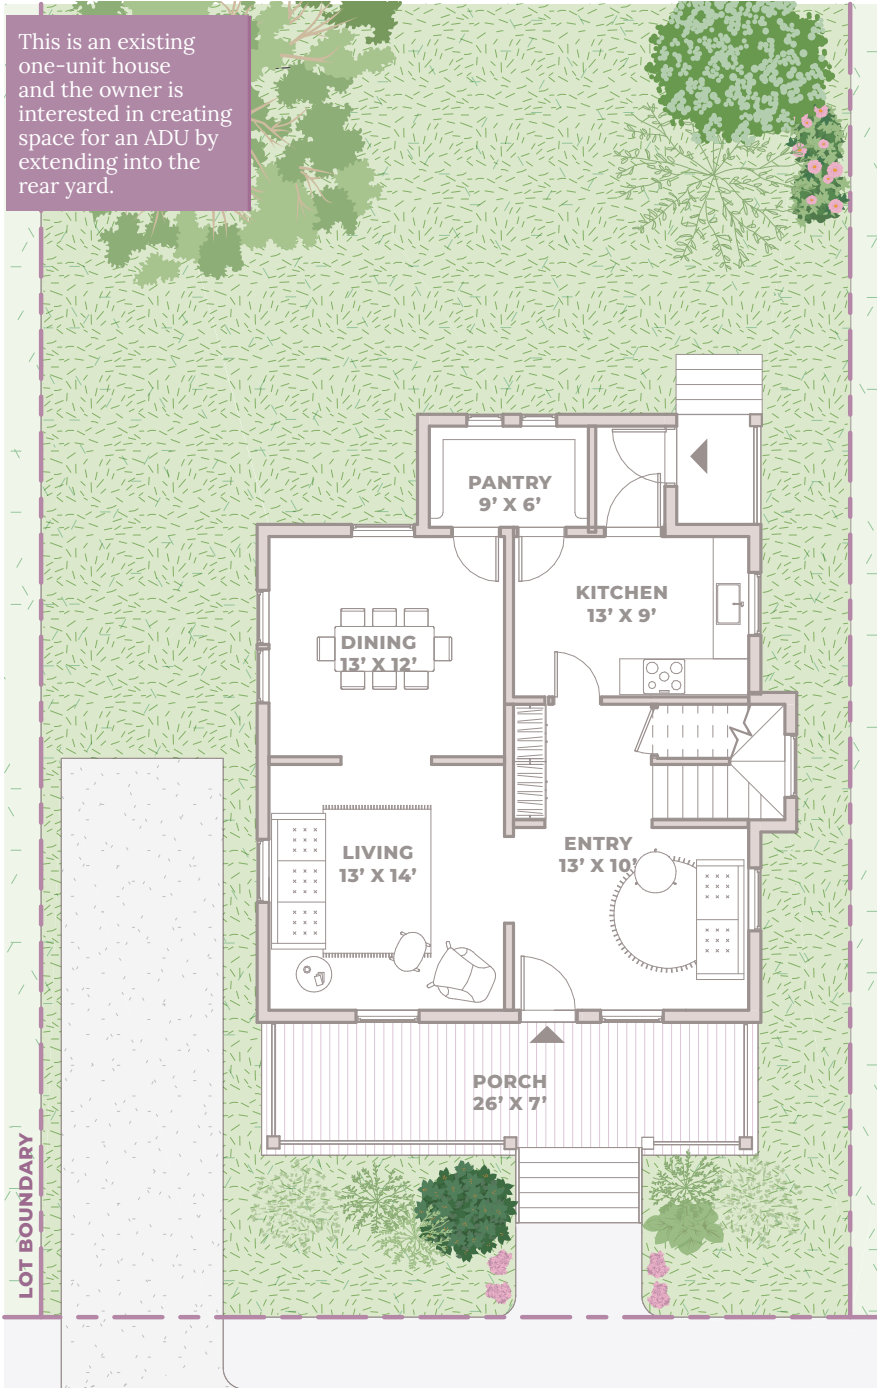 This is an existing
one-unit house
and the owner is
interested in creating
space for an ADU by
extending into the
rear yard.
PANTRY
9’ X 6’
KITCHEN
13’ X 9’
DINING
13’ X 12’
LIVING
13’ X 14’
ENTRY
13’ X 10’
PORCH
26’ X 7’
LOT BOUNDARY